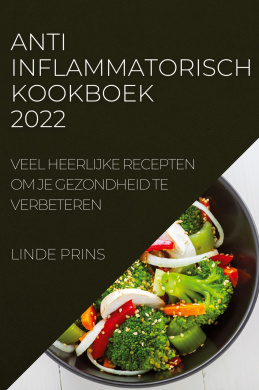 ANTI
INFLAMMATORISCH
KOOKBOEK
2022
VEEL HEERLIJKE RECEPTEN
OM JE GEZONDHEID TE
VERBETEREN
LINDE PRINS